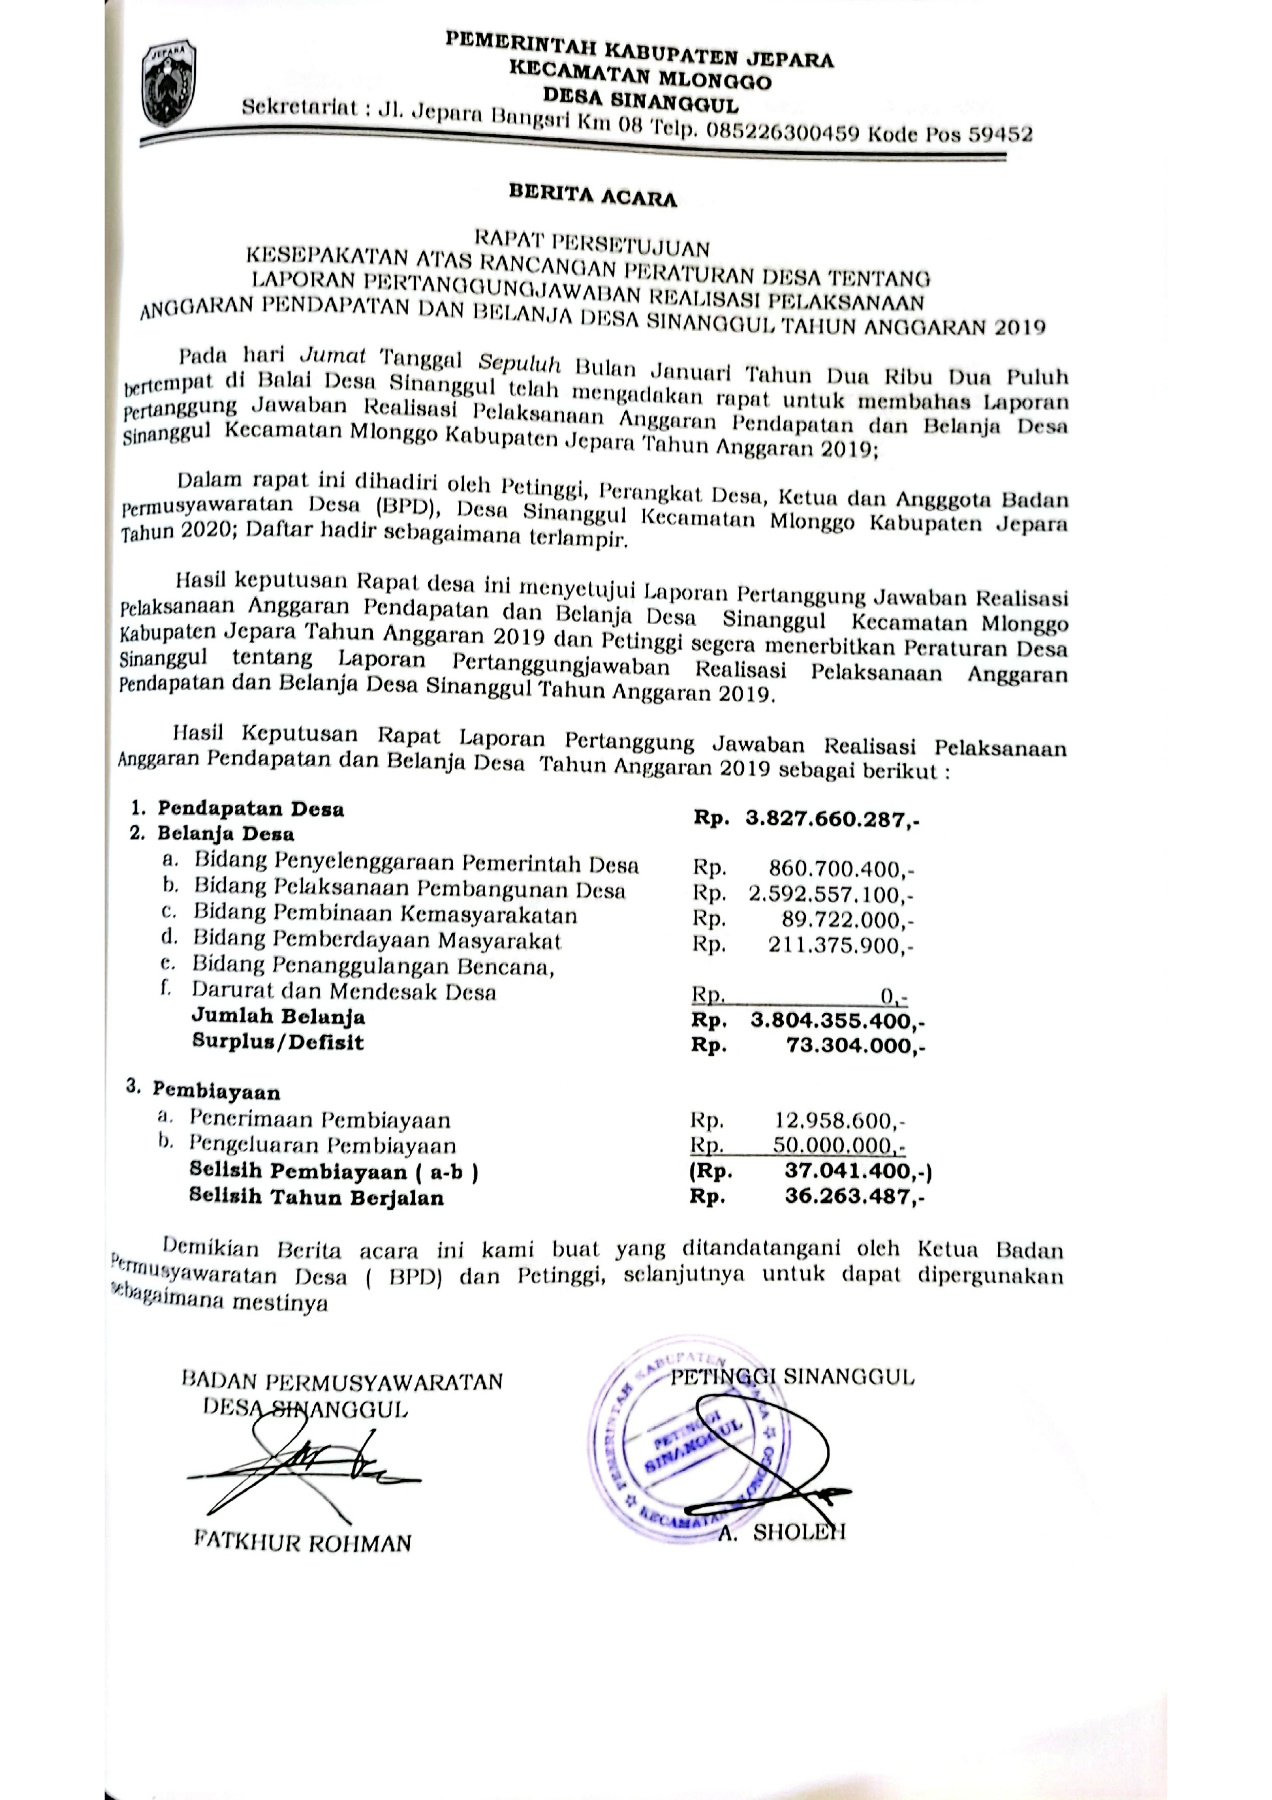 JEPARA
PEMERINTAH KABUPATEN JEPARA
KECAMATAN MLONGGO
DESA SINANGGUL
Sekretariat : Jl. Jepara Bangsri Km 08 Telp. 085226300459 Kode Pos 59452
BERITA ACARA
RAPAT PERSETUJUAN
KESEPAKATAN ATAS RANCANGAN PERATURAN DESA TENTANG
LAPORAN PERTANGGUNGJAWABAN REALISASI PELAKSANAAN
ANGGARAN PENDAPATAN DAN BELANJA DESA SINANGGUL TAHUN ANGGARAN 2019
Pada hari Jumat Tanggal Sepuluh Bulan Januari Tahun Dua Ribu Dua Puluh
bertempat di Balai Desa Sinanggul telah mengadakan rapat untuk membahas Laporan
Pertanggung Jawaban Realisasi Pelaksanaan Anggaran Pendapatan dan Belanja Desa
Sinanggul Kecamatan Mlonggo Kabupaten Jepara Tahun Anggaran 2019;
Dalam rapat ini dihadiri oleh Petinggi, Perangkat Desa, Ketua dan Angggota Badan
Permusyawaratan Desa (BPD), Desa Sinanggul Kecamatan Mlonggo Kabupaten Jepara
Tahun 2020; Daftar hadir sebagaimana terlampir.
Hasil keputusan Rapat desa ini menyetujui Laporan Pertanggung Jawaban Realisasi
Pelaksanaan Anggaran Pendapatan dan Belanja Desa Sinanggul Kecamatan Mlonggo
Kabupaten Jepara Tahun Anggaran 2019 dan Petinggi segera menerbitkan Peraturan Desa
Sinanggul tentang Laporan Pertanggungjawaban Realisasi Pelaksanaan Anggaran
Pendapatan dan Belanja Desa Sinanggul Tahun Anggaran 2019.
Hasil Keputusan Rapat Laporan Pertanggung Jawaban Realisasi Pelaksanaan
Anggaran Pendapatan dan Belanja Desa Tahun Anggaran 2019 sebagai berikut :
1. Pendapatan Desa Rp. 3.827.660.287,-
2. Belanja Desa
a. Bidang Penyelenggaraan Pemerintah Desa Rp. 860.700.400,-
b. Bidang Pelaksanaan Pembangunan Desa Rp. 2.592.557.100,-
c. Bidang Pembinaan Kemasyarakatan Rp. 89.722.000,-
d. Bidang Pemberdayaan Masyarakat Rp. 211.375.900,-
e. Bidang Penanggulangan Bencana,
f. Darurat dan Mendesak Desa Rp. 0,-
Jumlah Belanja Rp. 3.804.355.400,-
Surplus/Defisit Rp. 73.304.000,-
3. Pembiayaan
a. Penerimaan Pembiayaan Rp. 12.958.600,-
b. Pengeluaran Pembiayaan Rp. 50.000.000,-
Selisih Pembiayaan ( a-b ) (Rp. 37.041.400,-)
Selisih Tahun Berjalan Rp. 36.263.487,-
Demikian Berita acara ini kami buat yang ditandatangani oleh Ketua Badan
Permusyawaratan Desa ( BPD) dan Petinggi, selanjutnya untuk dapat dipergunakan
sebagaimana mestinya
BADAN PERMUSYAWARATAN
DESA SINANGGUL
FATKHUR ROHMAN
PETINGGI SINANGGUL
PEMERINTAH KABUPATEN JEPARA
PETINGGI
SINANGGUL
KECAMATAN MLONGGO
A. SHOLEH